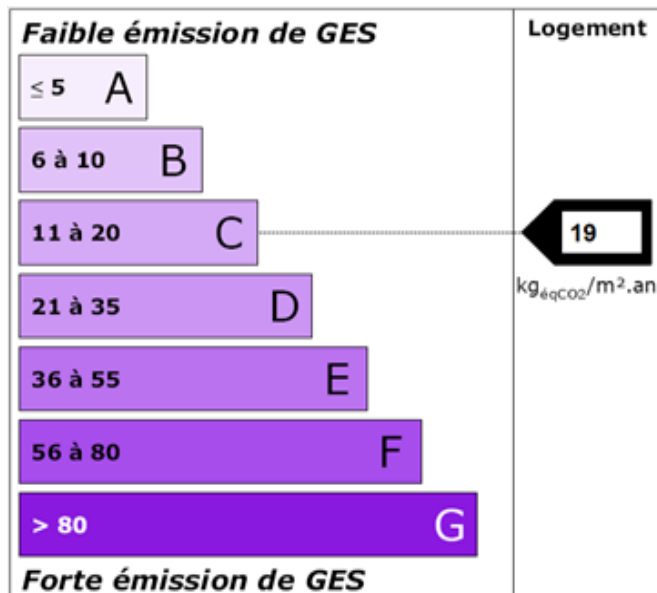 Faible émission de GES
Logement
≤ 5 A
6 à 10 B
11 à 20 C
19
kgéqCO2/m².an
21 à 35 D
36 à 55 E
56 à 80 F
> 80 G
Forte émission de GES